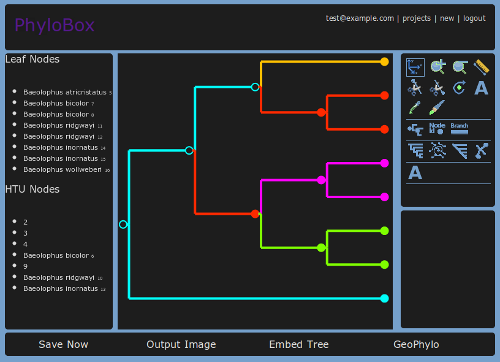 PhyloBox
test@example.com | projects | new | logout
Leaf Nodes
Baeolophus atricristatus 5
Baeolophus bicolor 7
Baeolophus bicolor 8
Baeolophus ridgwayi 11
Baeolophus ridgwayi 12
Baeolophus inornatus 14
Baeolophus inornatus 15
Baeolophus wollweberi 16
HTU Nodes
2
3
4
Baeolophus bicolor 6
9
Baeolophus ridgwayi 10
Baeolophus inornatus 13
A
Node
Branch
A
Save Now
Output Image
Embed Tree
GeoPhylo